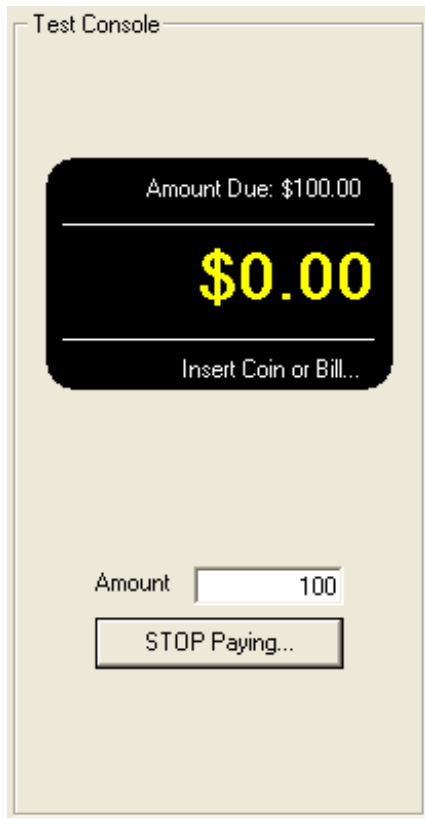 Test Console
Amount Due: $100.00
$0.00
Insert Coin or Bill...
Amount 100
STOP Paying...